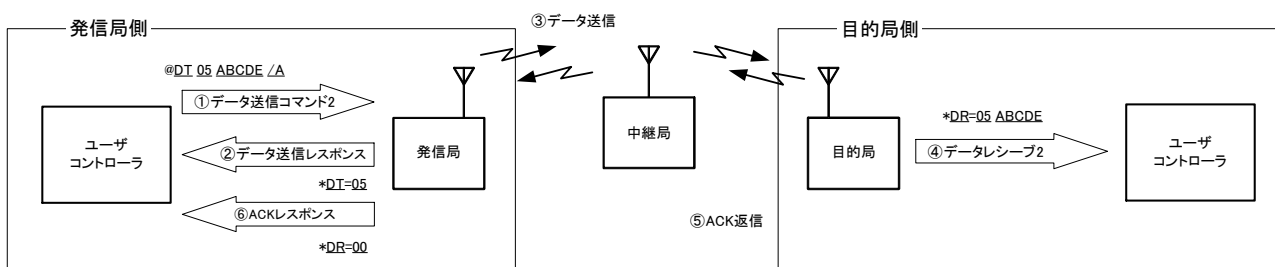 発信局側
③データ送信
目的局側
@DT 05 ABCDE /A
①データ送信コマンド2
ユーザ
コントローラ
②データ送信レスポンス
発信局
*DT=05
⑥ACKレスポンス
*DR=00
中継局
⑤ACK返信
目的局
*DR=05 ABCDE
④データレシーブ2
ユーザ
コントローラ